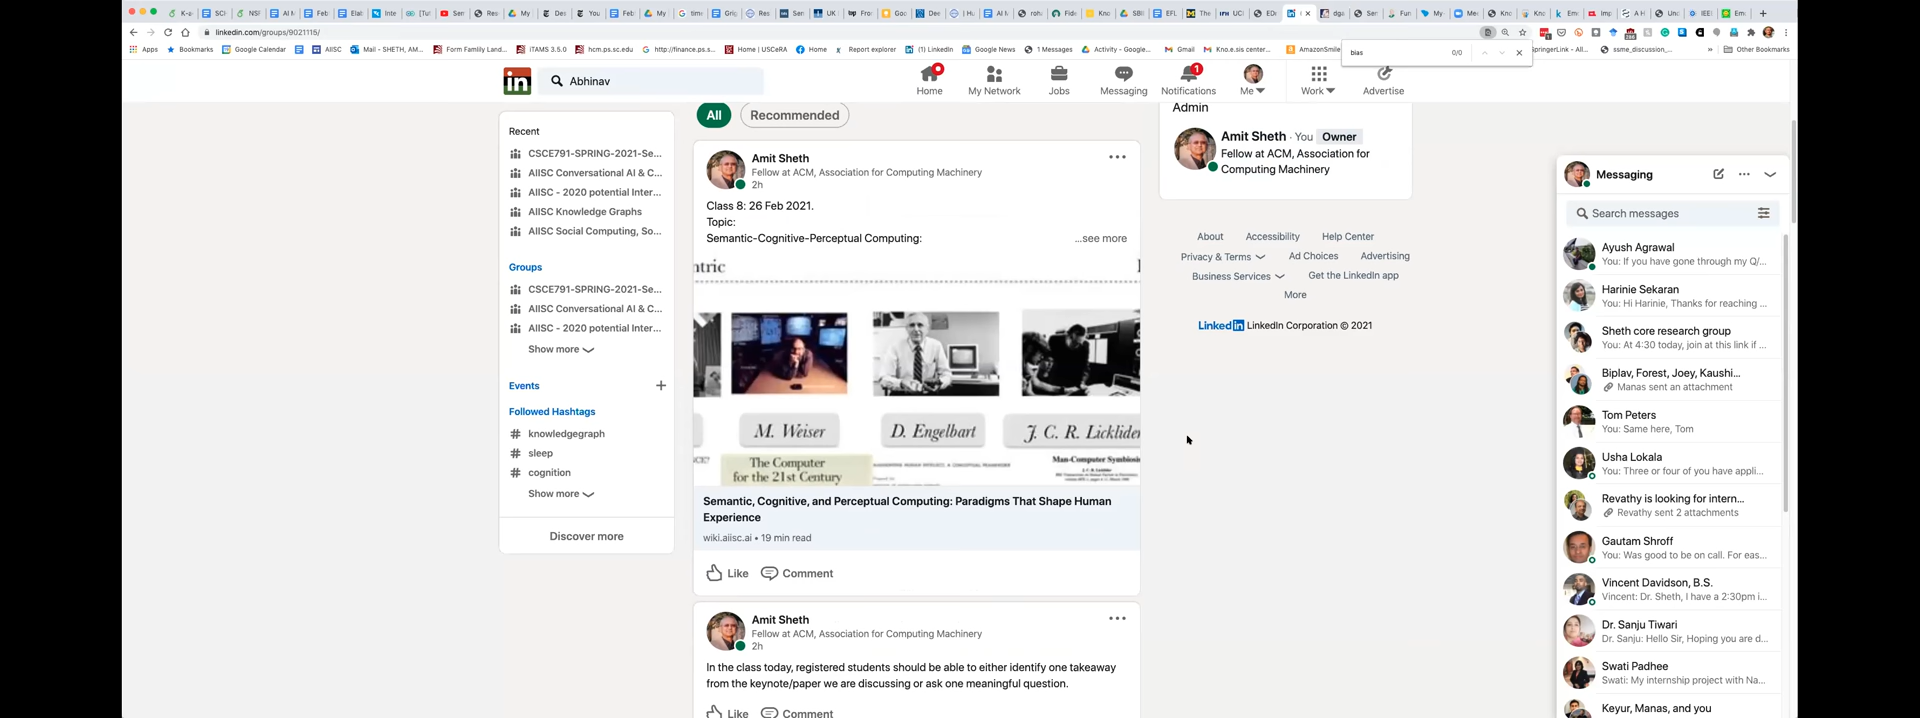 linkedin.com/groups/9021115/
bias
0/0
Apps
Bookmarks
Google Calendar
AIISC
Mail - SHETH, AM...
Form Family Land...
ITAMS 3.5.0
hcm.ps.sc.edu
http://finance.ps.s...
Home | USCeRA
Home
Report explorer
(1) LinkedIn
Google News
1 Messages
Activity - Google...
Gmail
Kno.e.sis center...
AmazonSmile
SpringerLink - All...
ssme_discussion_...
Other Bookmarks
in
Abhinav
Home
My Network
Jobs
Messaging
1
Notifications
Me
Work
Advertise
All
Recommended
Recent
CSCE791-SPRING-2021-Se...
AIISC Conversational AI & C...
AIISC - 2020 potential Inter...
AIISC Knowledge Graphs
AIISC Social Computing, So...
Groups
CSCE791-SPRING-2021-Se...
AIISC Conversational AI & C...
AIISC - 2020 potential Inter...
Show more
Events
Followed Hashtags
# knowledgegraph
# sleep
# cognition
Show more
Discover more
Amit Sheth
Fellow at ACM, Association for Computing Machinery
2h
Class 8: 26 Feb 2021.
Topic:
Semantic-Cognitive-Perceptual Computing:
...see more
ntric
M. Weiser
D. Engelbart
J. C. R. Licklider
The Computer
for the 21st Century
Man-Computer Symbiosis
Semantic, Cognitive, and Perceptual Computing: Paradigms That Shape Human
Experience
wiki.aiisc.ai • 19 min read
Like
Comment
Amit Sheth
Fellow at ACM, Association for Computing Machinery
2h
In the class today, registered students should be able to either identify one takeaway
from the keynote/paper we are discussing or ask one meaningful question.
Like
Comment
Admin
Amit Sheth · You Owner
Fellow at ACM, Association for
Computing Machinery
About
Accessibility
Help Center
Privacy & Terms
Ad Choices
Advertising
Business Services
Get the LinkedIn app
More
Linked in LinkedIn Corporation © 2021
Messaging
Search messages
Ayush Agrawal
You: If you have gone through my Q/...
Harinie Sekaran
You: Hi Harinie, Thanks for reaching ...
Sheth core research group
You: At 4:30 today, join at this link if ...
Biplav, Forest, Joey, Kaushi...
Manas sent an attachment
Tom Peters
You: Same here, Tom
Usha Lokala
You: Three or four of you have appli...
Revathy is looking for intern...
Revathy sent 2 attachments
Gautam Shroff
You: Was good to be on call. For eas...
Vincent Davidson, B.S.
Vincent: Dr. Sheth, I have a 2:30pm i...
Dr. Sanju Tiwari
Dr. Sanju: Hello Sir, Hoping you are d...
Swati Padhee
Swati: My internship project with Na...
Keyur, Manas, and you